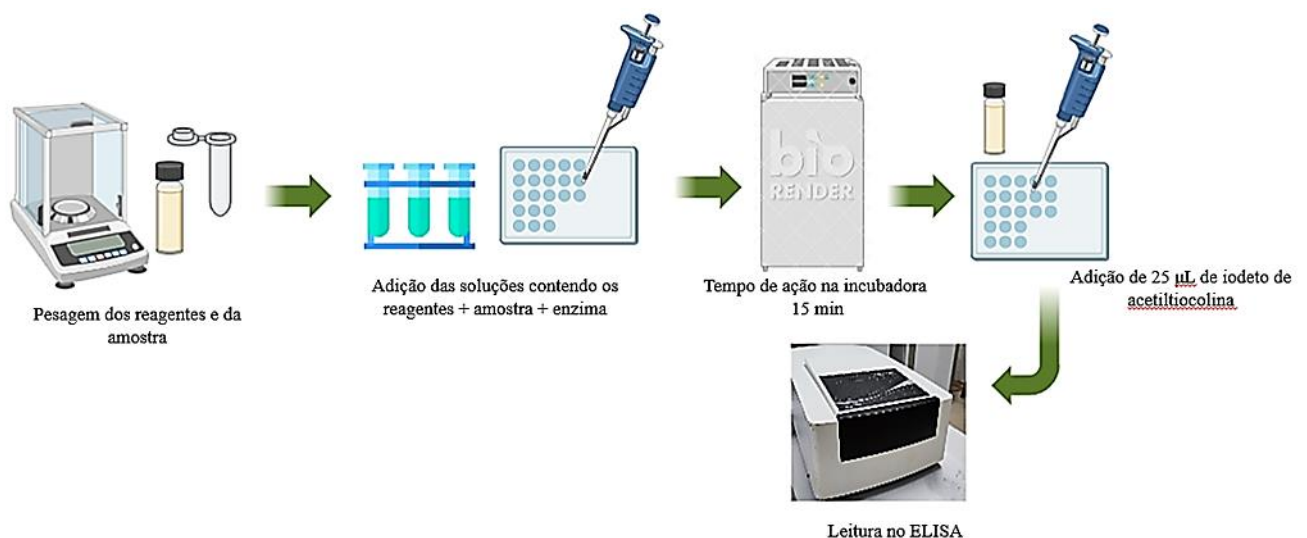 bio
RENDER
Pesagem dos reagentes e da
amostra
Adição das soluções contendo os
reagentes + amostra + enzima
Tempo de ação na incubadora
15 min
Adição de 25 μL de iodeto de
acetiltiocolina
Leitura no ELISA